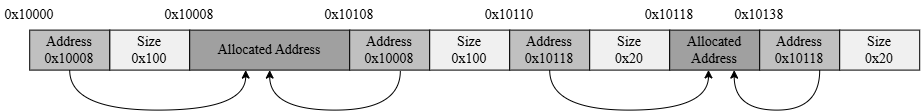 0x10000
0x10008
0x10108
0x10110
0x10118
0x10138
Address
0x10008
Size
0x100
Allocated Address
Address
0x10008
Size
0x100
Address
0x10118
Size
0x20
Allocated
Address
Address
0x10118
Size
0x20